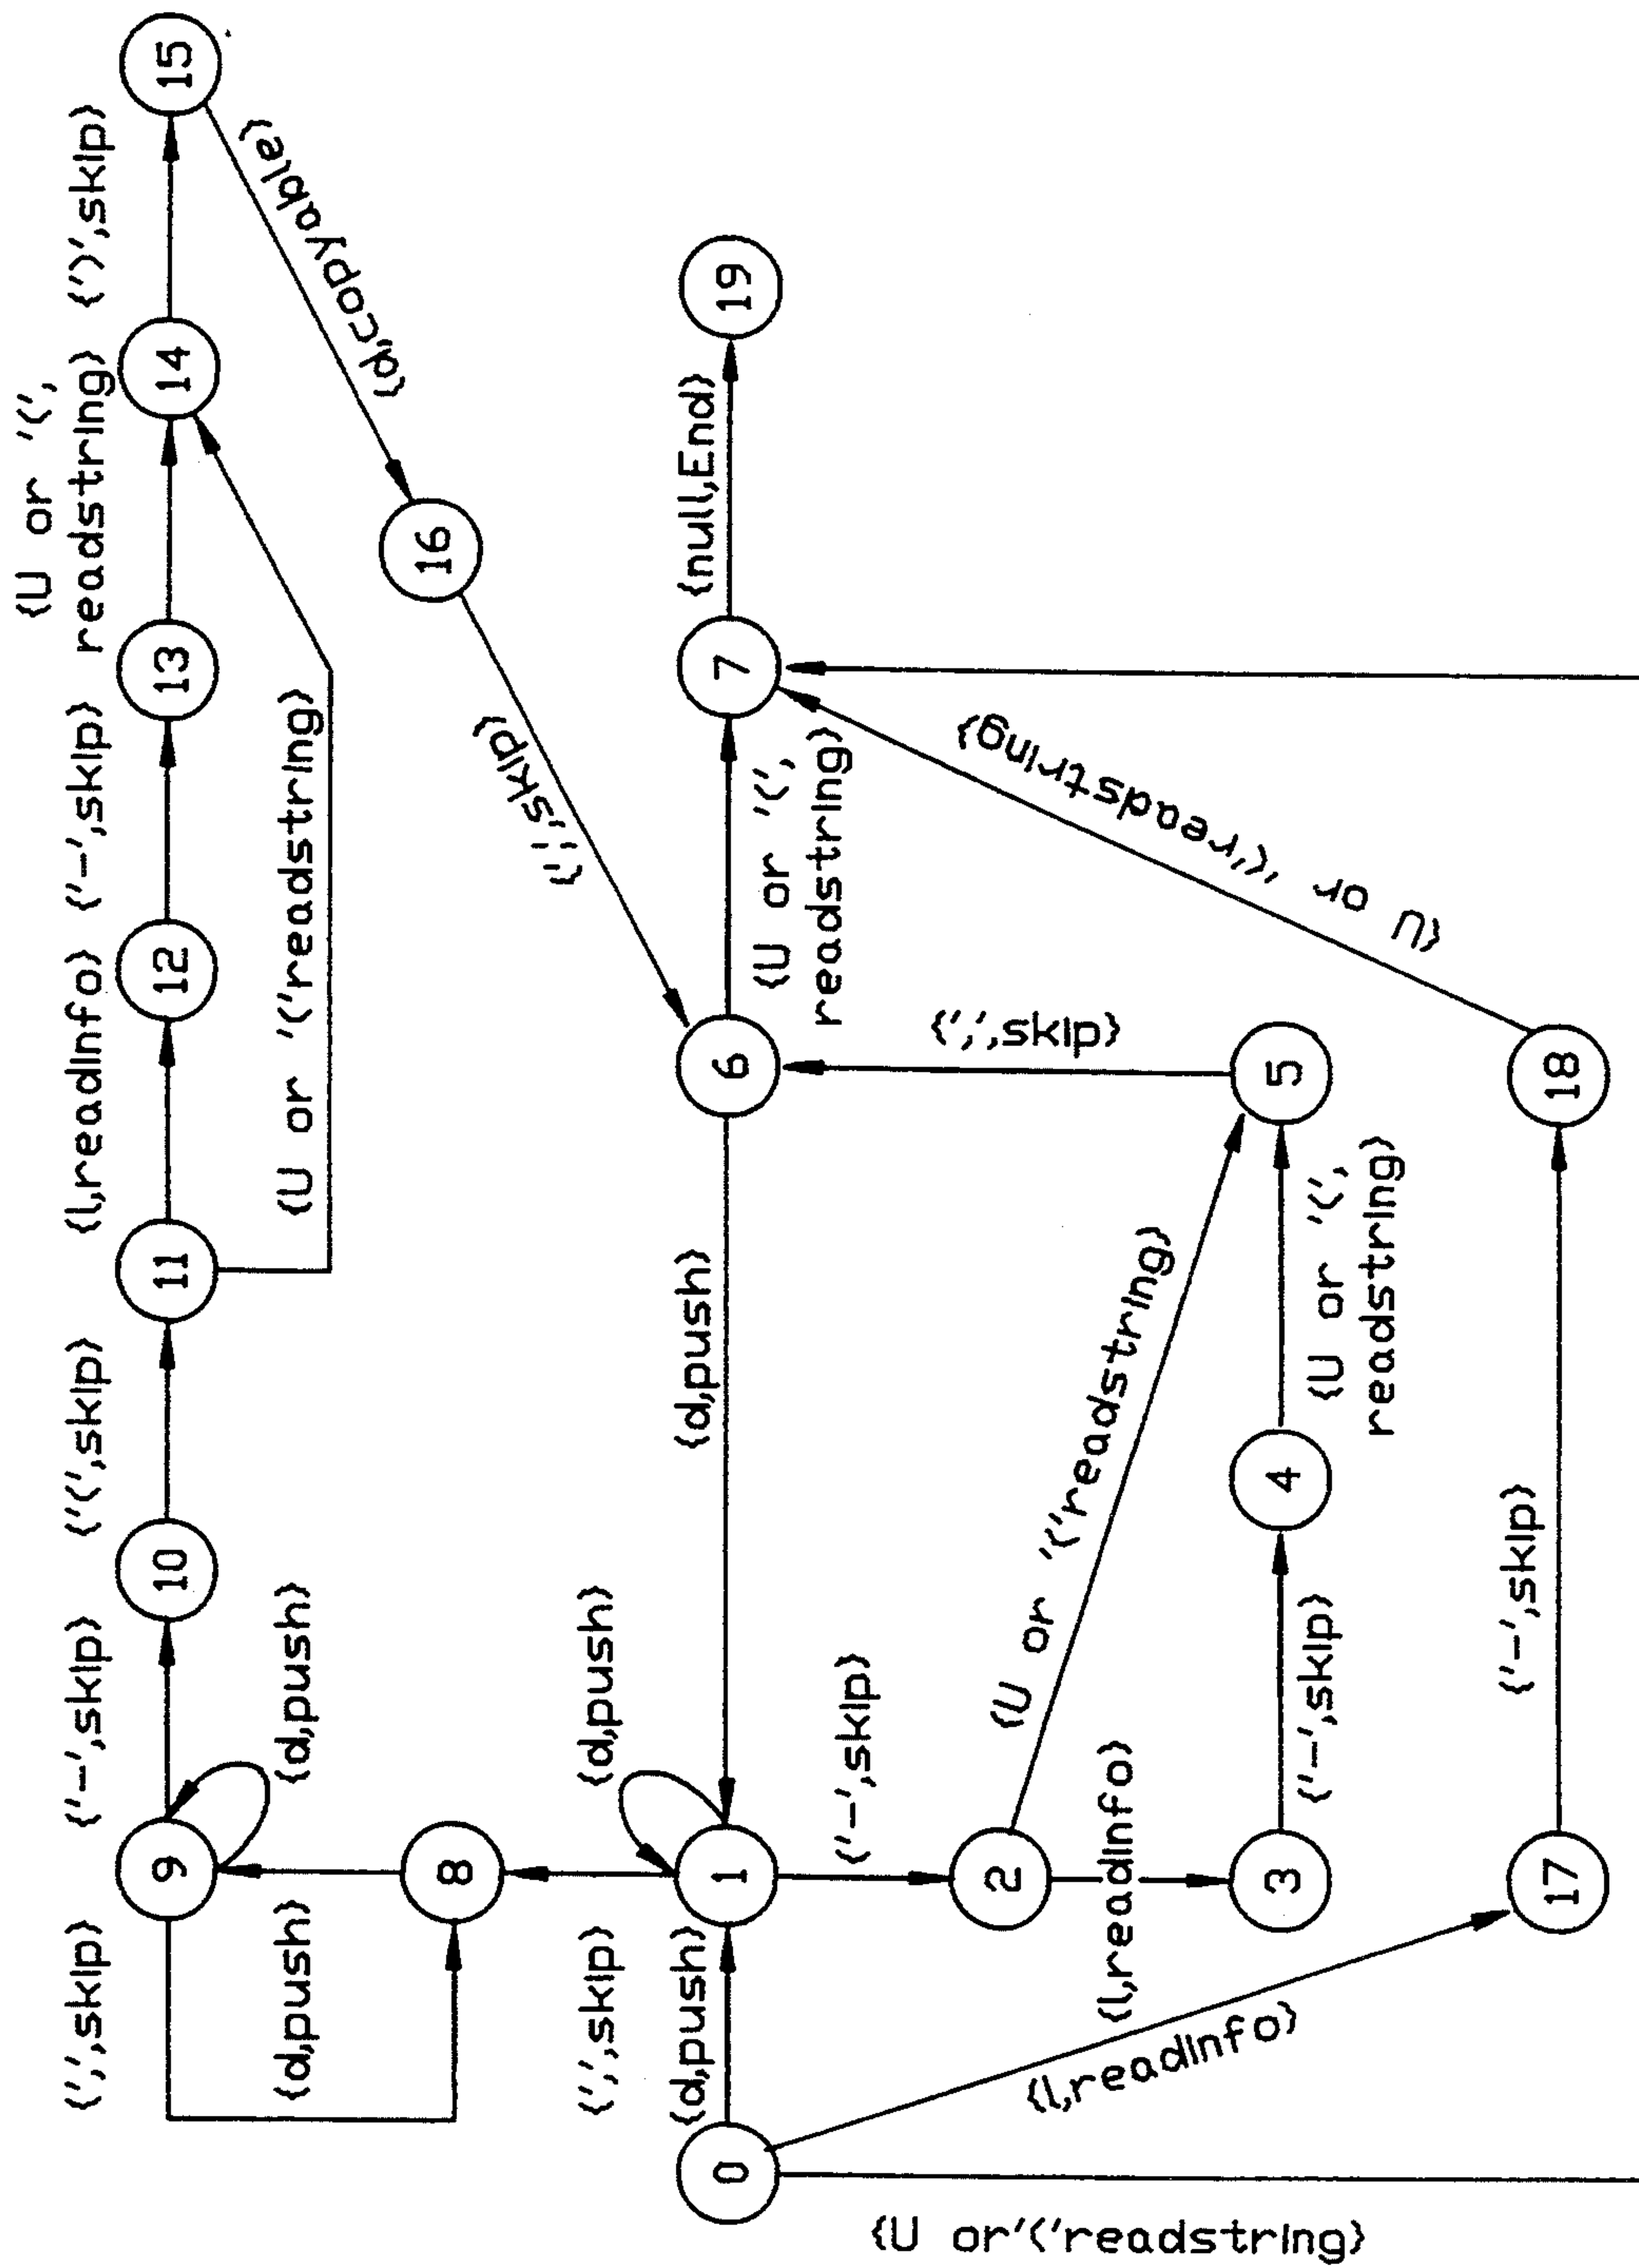 {U or '(',
readstring}
{',',skip}
{'-',skip}
{'(',skip}
{l,readInfo}
{'-',skip}
{')',skip}
9
10
11
12
13
14
15
{d,push}
{d,push}
{U or '('readstring}
{d,copyable}
8
16
{';',skip}
{',',skip}
{d,push}
{d,push}
{d,push}
{null,End}
0
1
6
7
19
{U or '(',
readstring}
{'-',skip}
{';',skip}
2
{U or '('readstring}
{l,readInfo}
3
4
5
{'-',skip}
{U or '(',
readstring}
{U or '('readstring}
{l,readInfo}
{'-',skip}
17
18
{U or'('readstring}